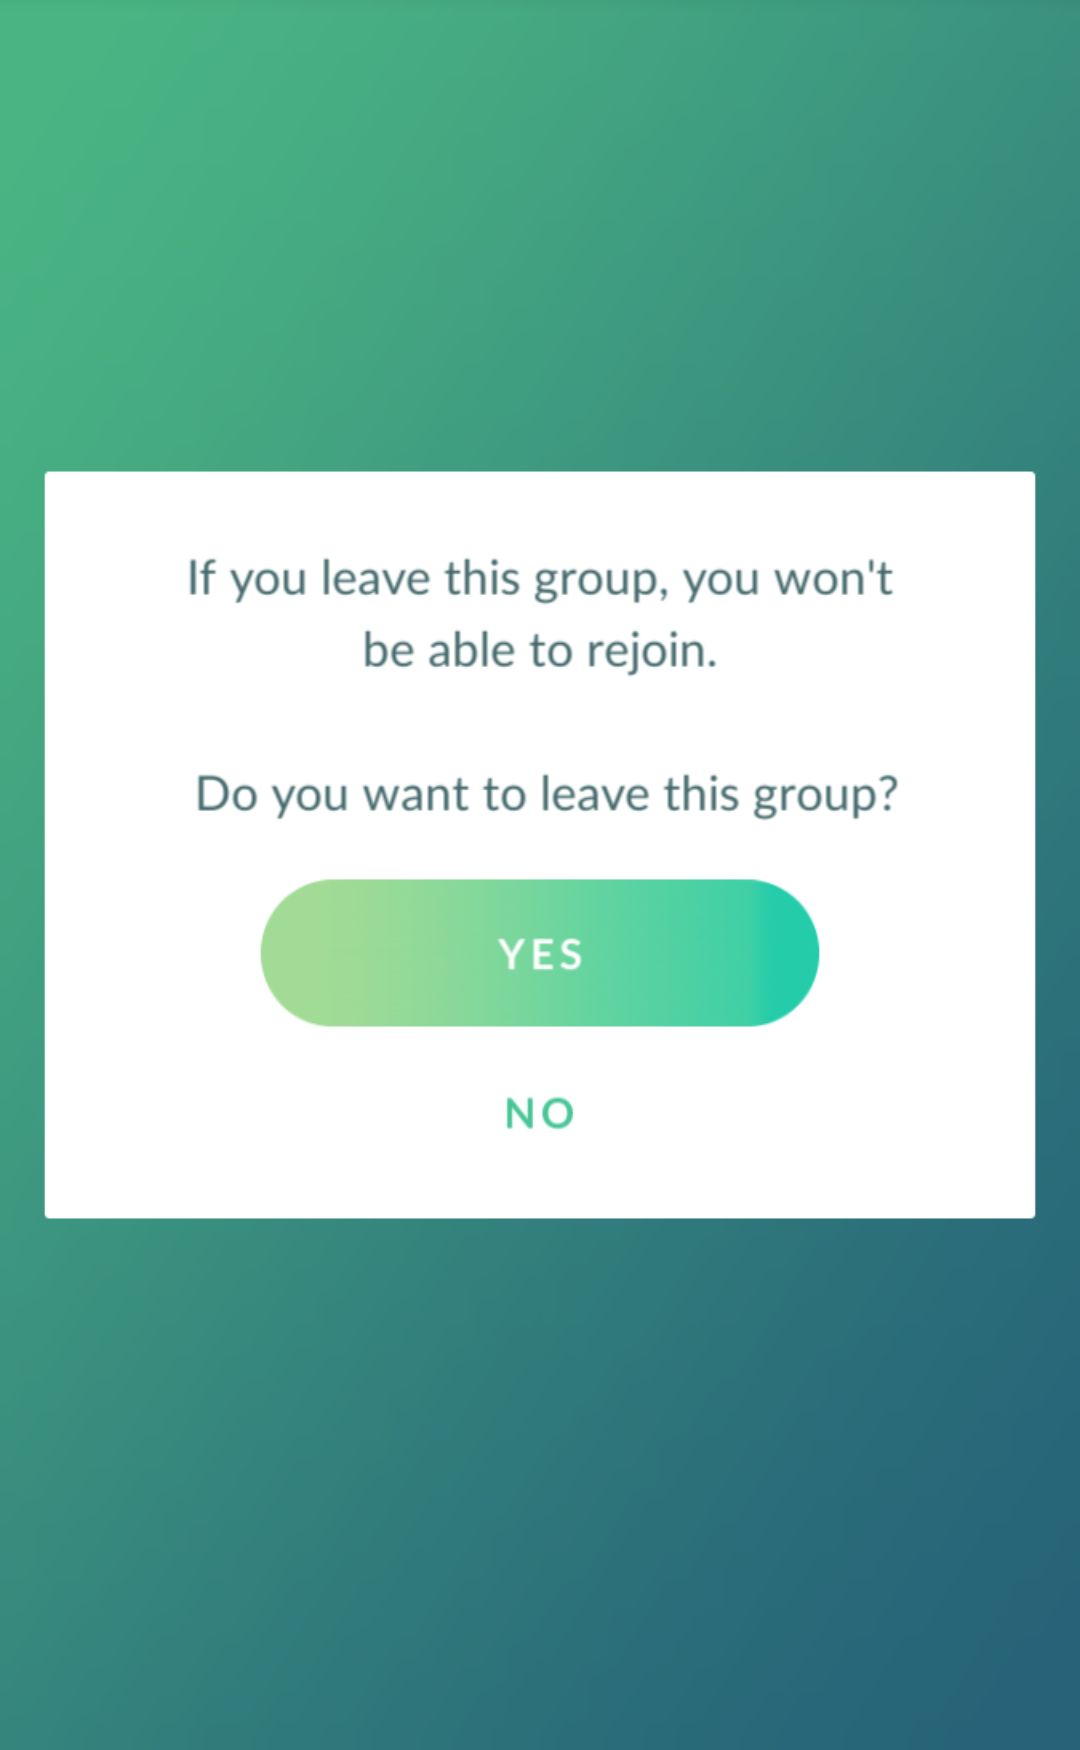 If you leave this group, you won't
be able to rejoin.
Do you want to leave this group?
YES
NO